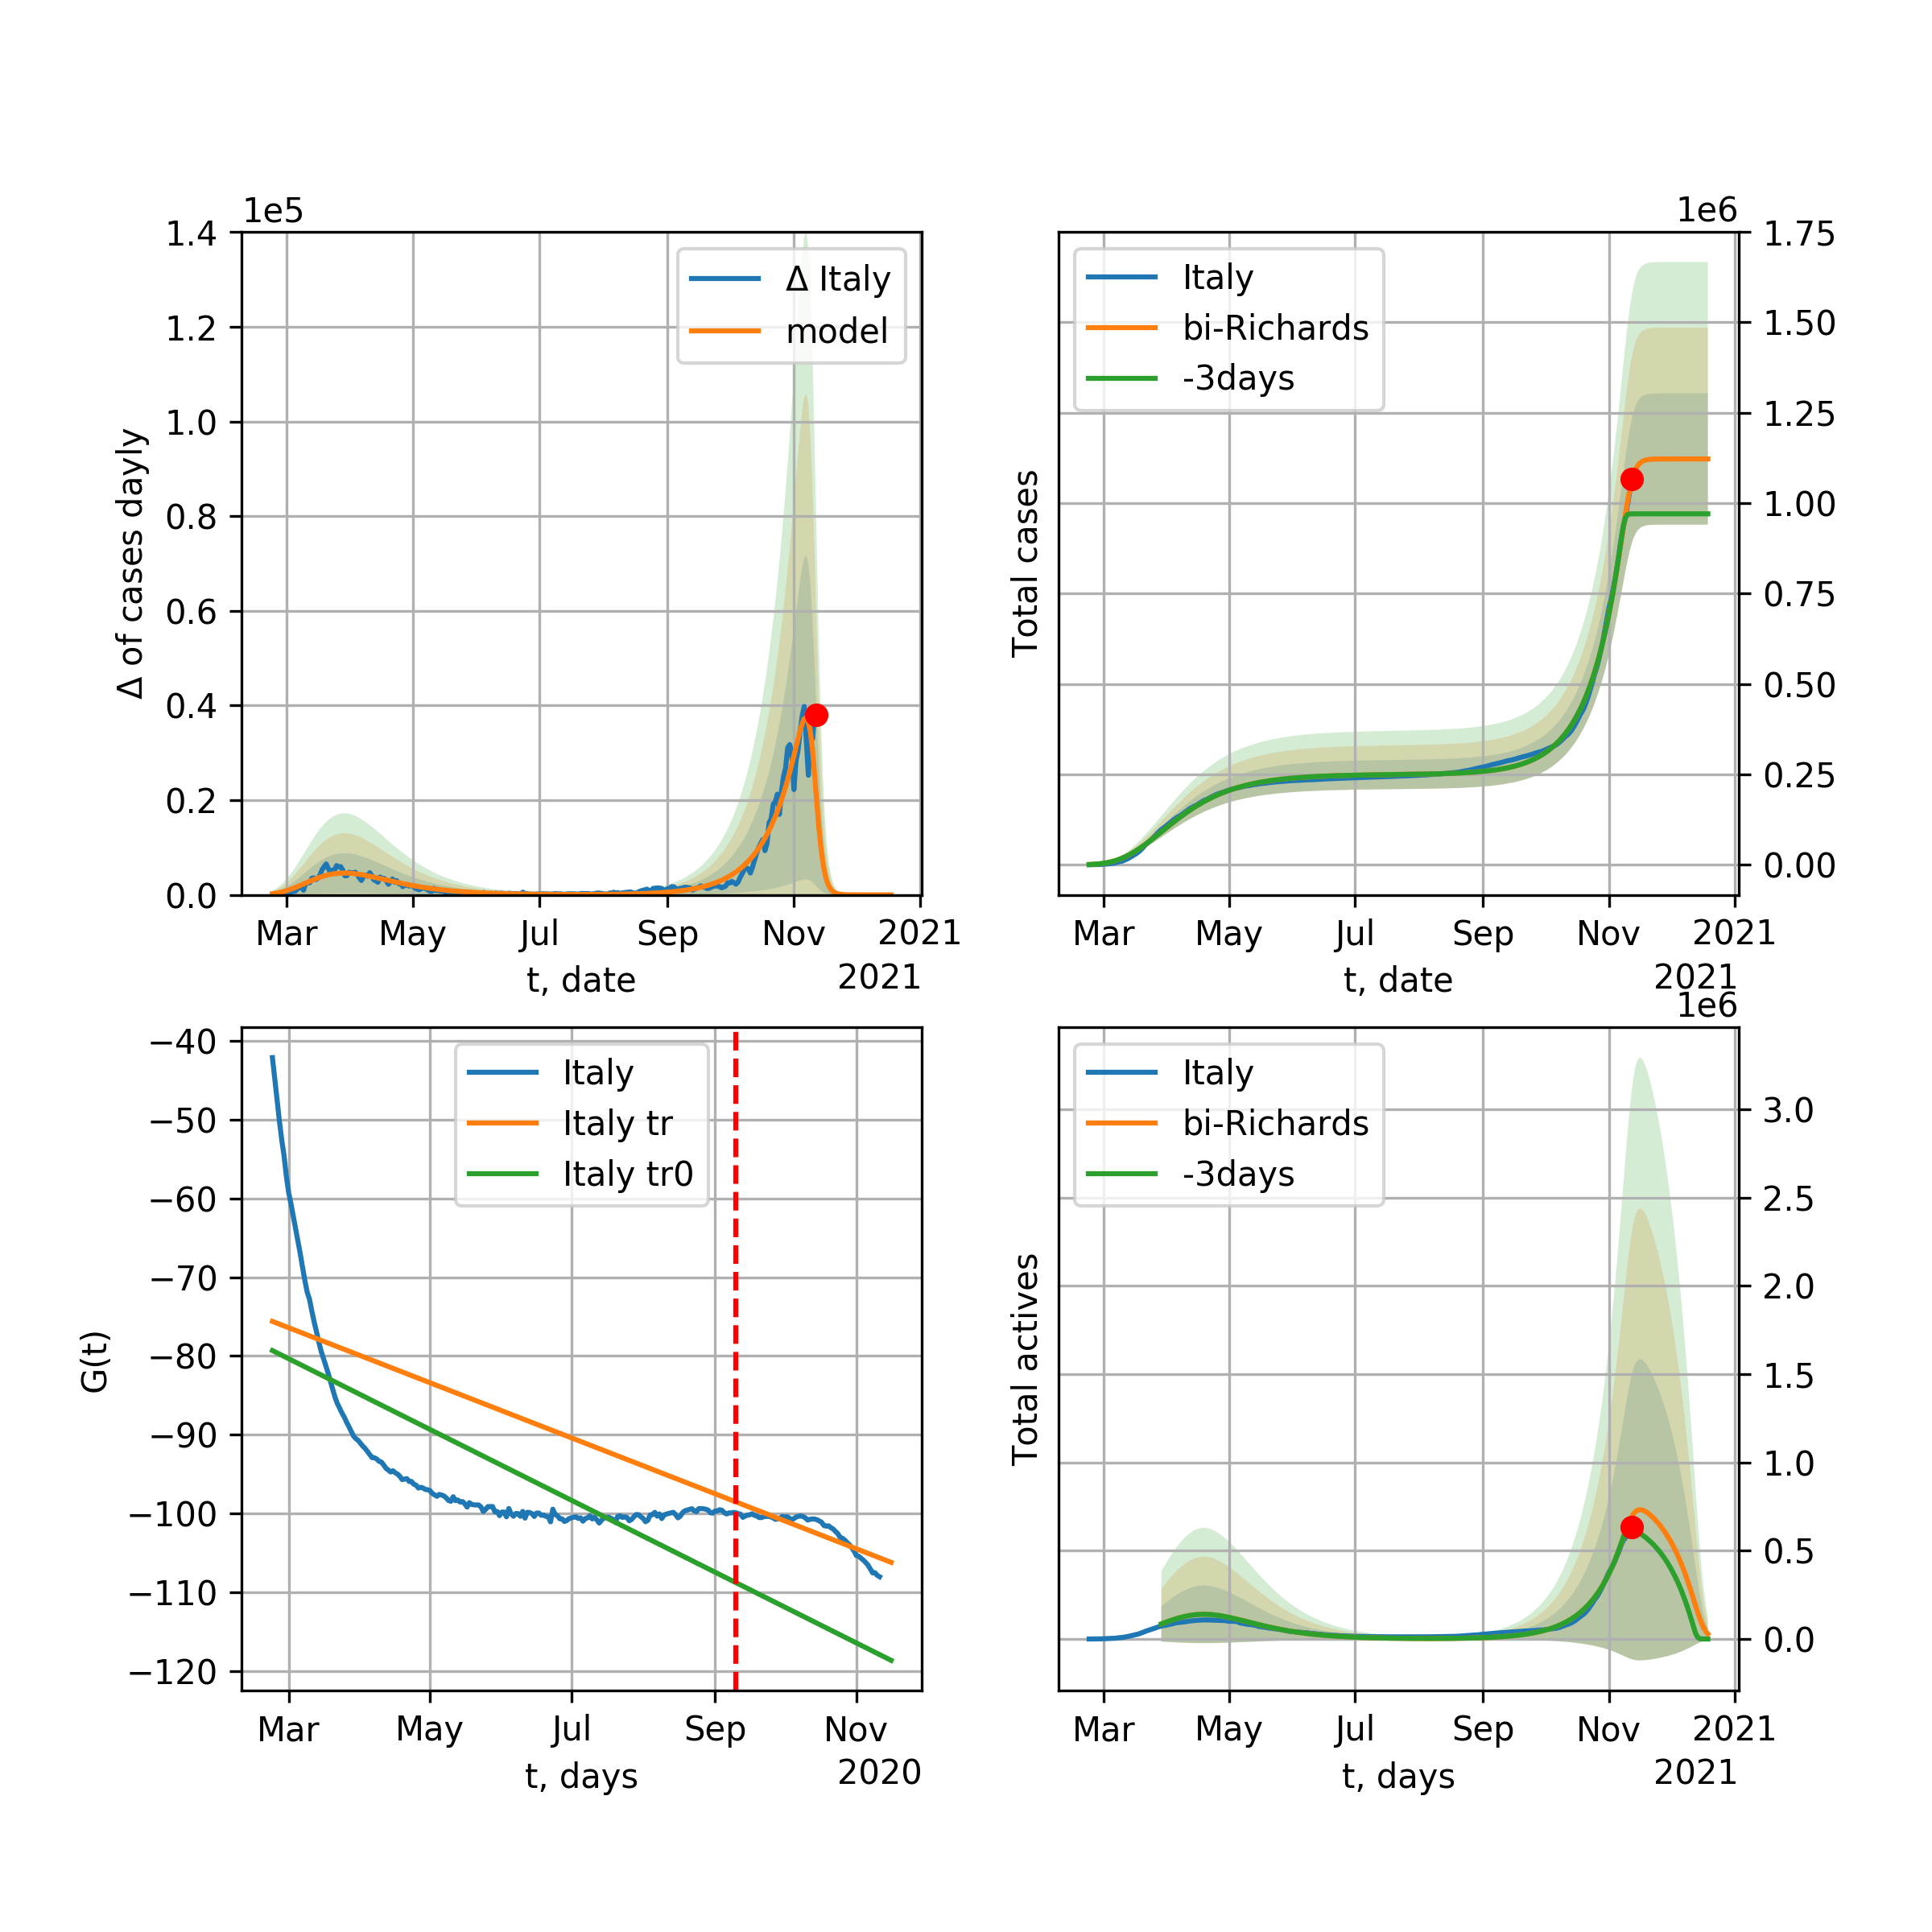 1e5
1.4
1.2
1.0
0.8
0.6
0.4
0.2
0.0
Δ of cases dayly
Δ Italy
model
Mar May Jul Sep Nov 2021
t, date
2021
1e6
1.75
1.50
1.25
1.00
0.75
0.50
0.25
0.00
Total cases
Italy
bi-Richards
-3days
Mar May Jul Sep Nov 2021
t, date
2021
−40
−50
−60
−70
−80
−90
−100
−110
−120
G(t)
Italy
Italy tr
Italy tr0
Mar May Jul Sep Nov
t, days
2020
1e6
3.0
2.5
2.0
1.5
1.0
0.5
0.0
Total actives
Italy
bi-Richards
-3days
Mar May Jul Sep Nov 2021
t, days
2021